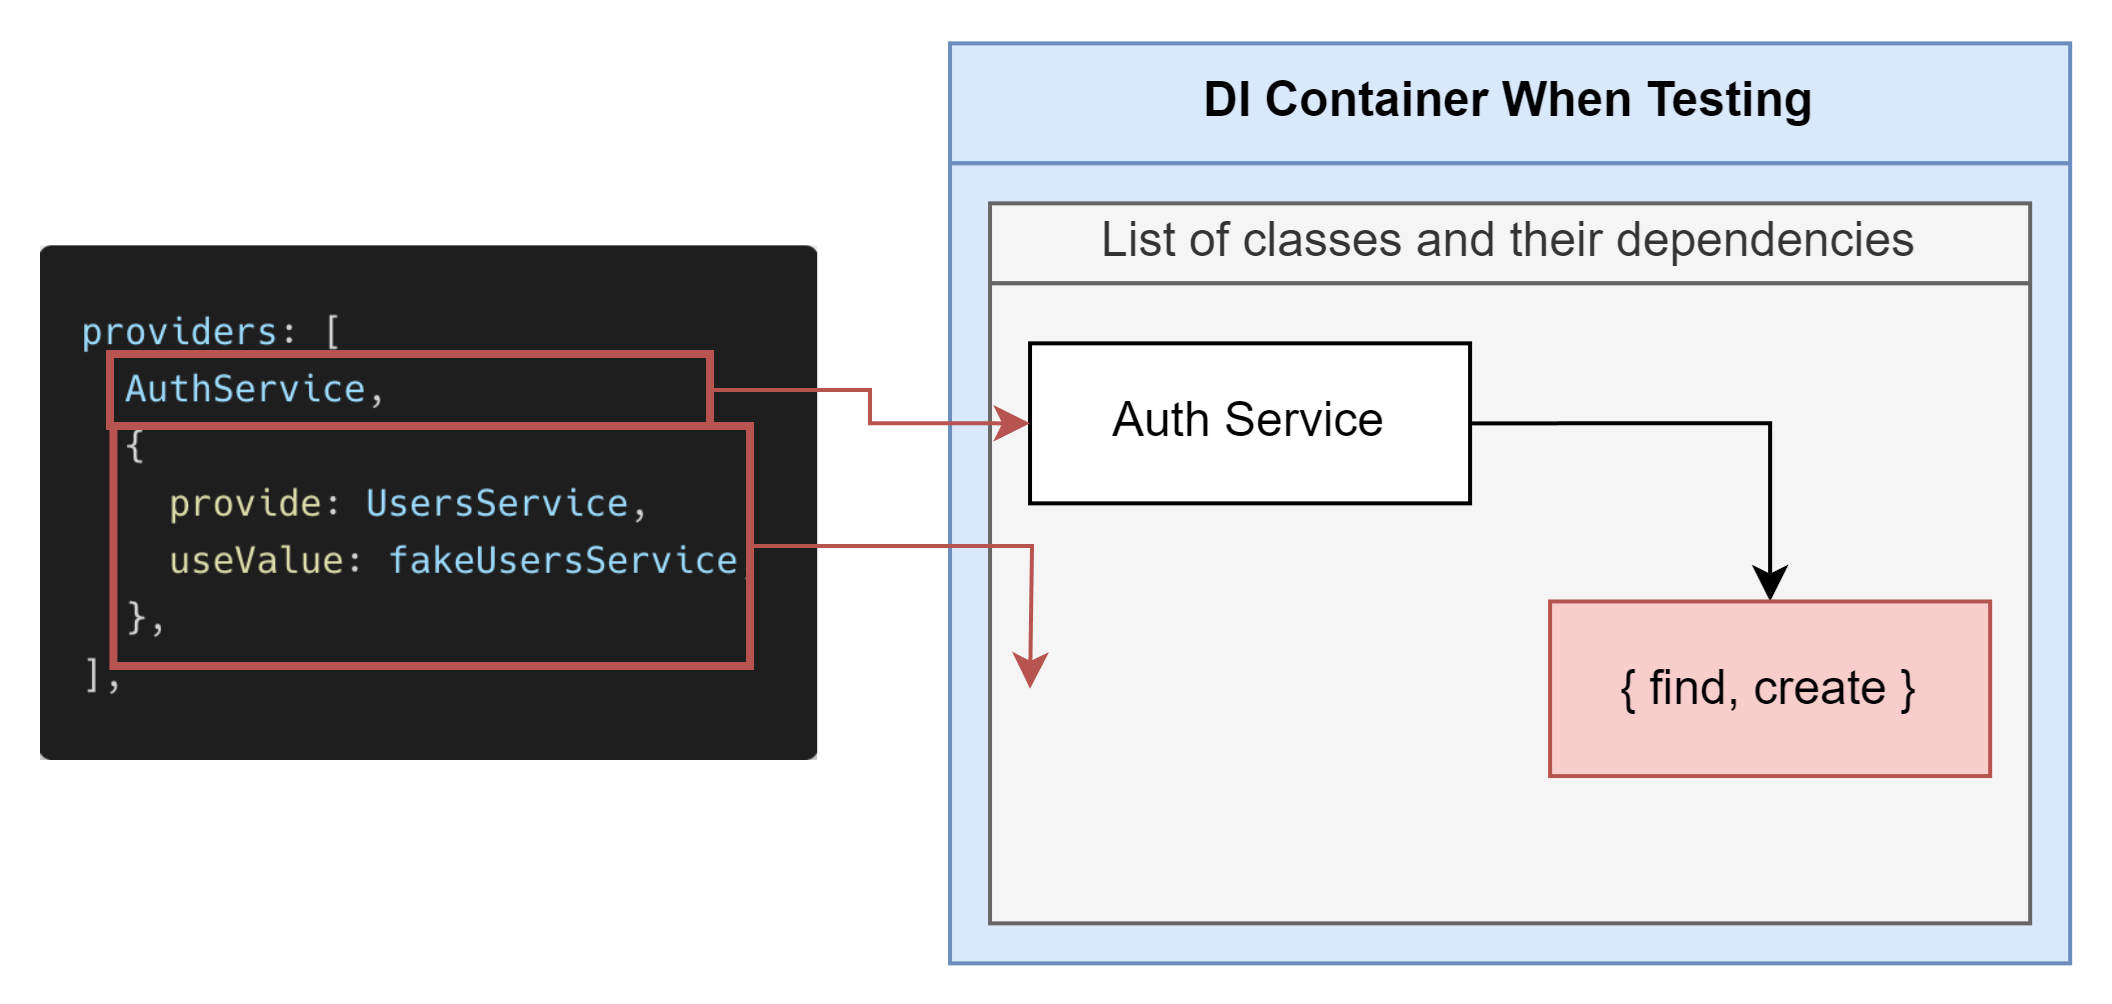 DI Container When Testing
List of classes and their dependencies
providers: [
AuthService,
{
provide: UsersService,
useValue: fakeUsersService,
},
],
Auth Service
{ find, create }